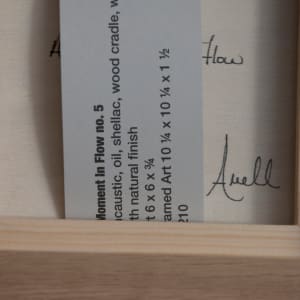 A Flow
Moment in Flow no. 5
caustic, oil, shellac, wood cradle, w
th natural finish
t 6 x 6 x ¾
amed Art 10 ¼ x 10 ¼ x 1 ½
210